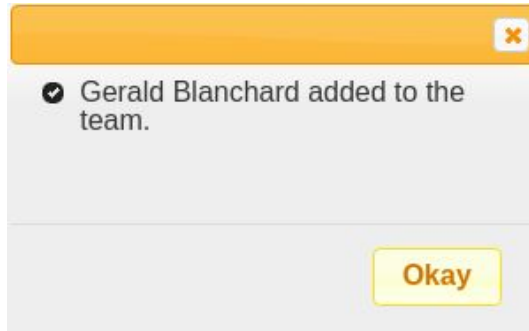 Gerald Blanchard added to the
team.
Okay